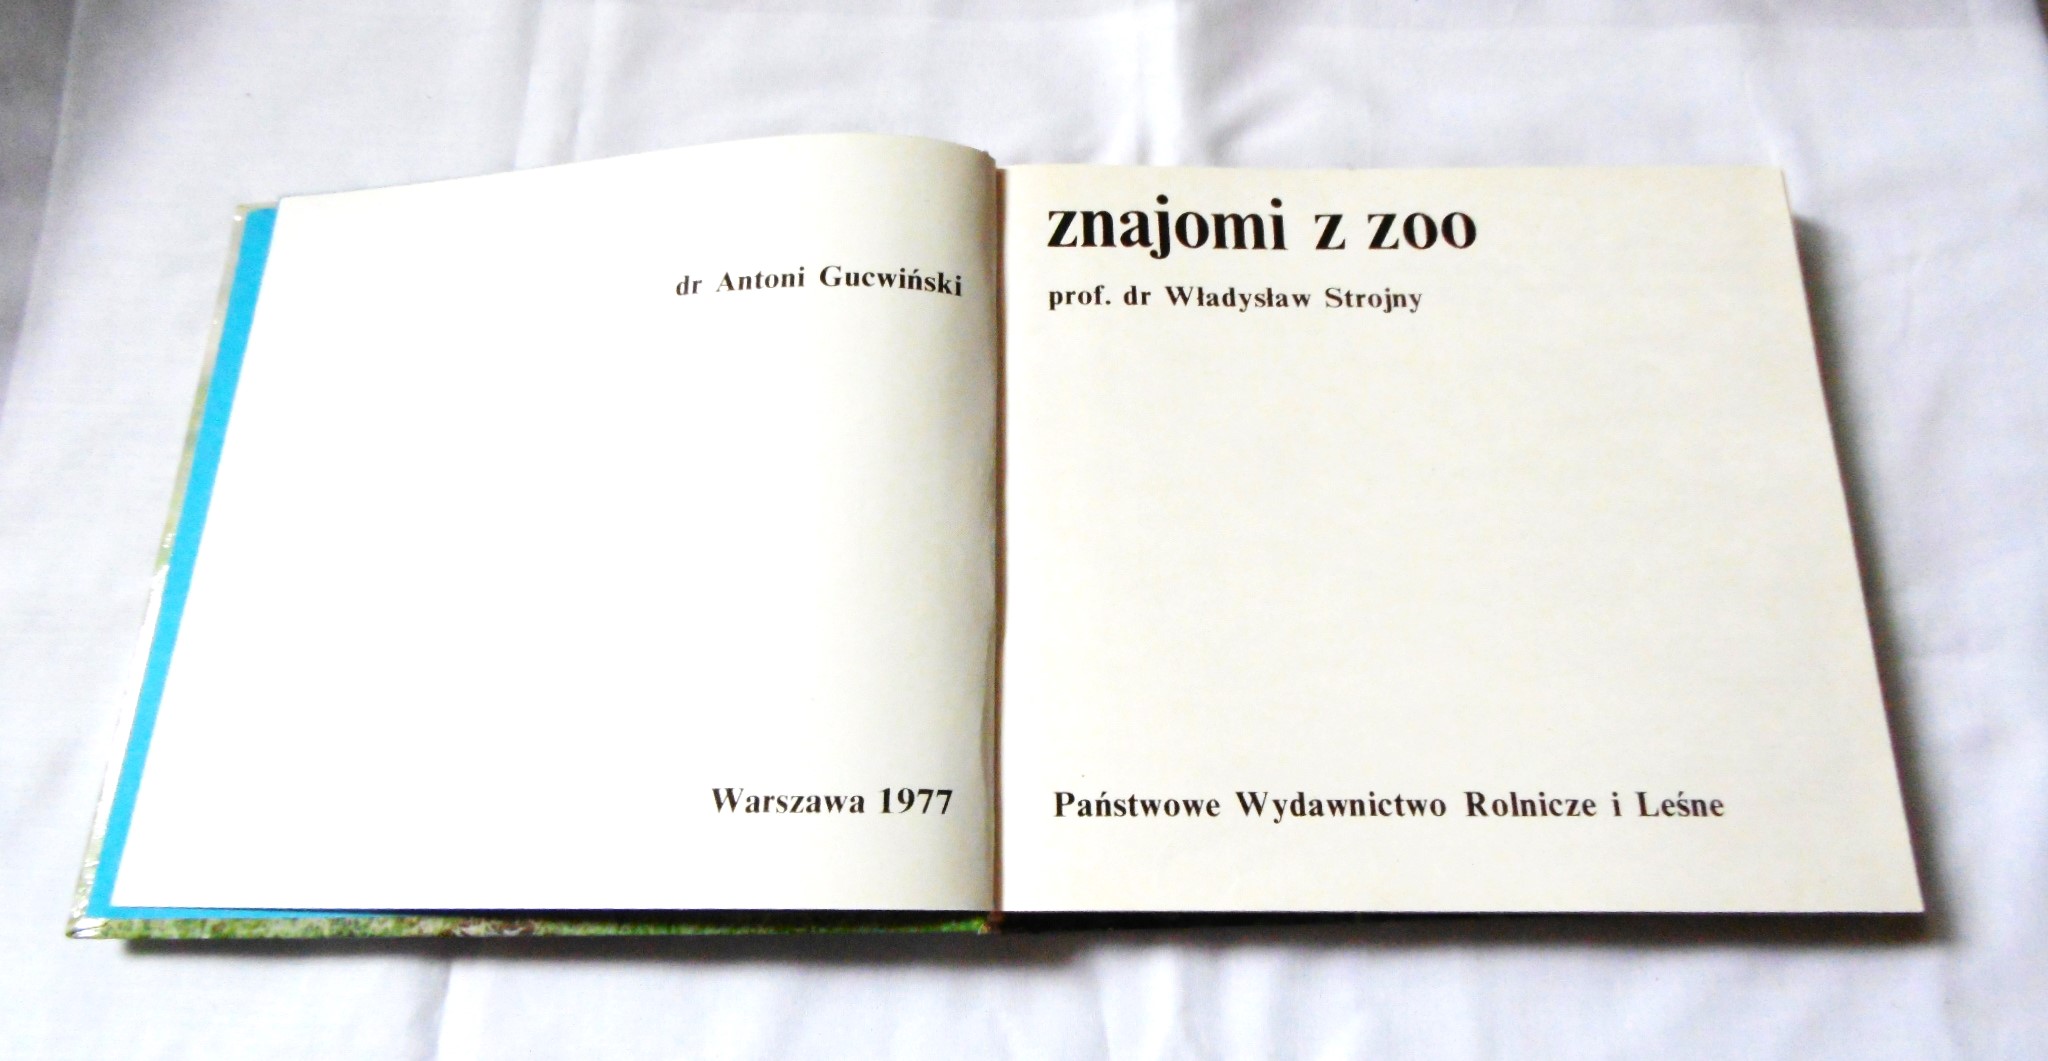 dr Antoni Gucwiński
Warszawa 1977
znajomi z zoo
prof. dr Władysław Strojny
Państwowe Wydawnictwo Rolnicze i Leśne